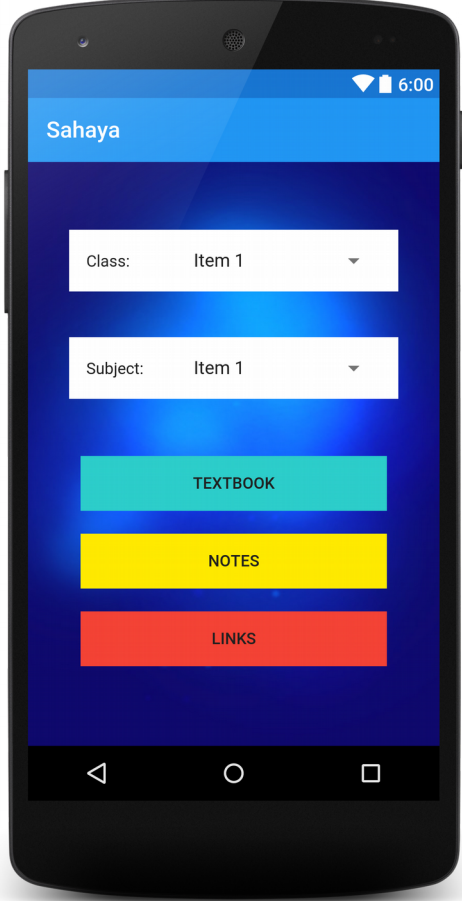 6:00
Sahaya
Class: Item 1
Subject: Item 1
TEXTBOOK
NOTES
LINKS